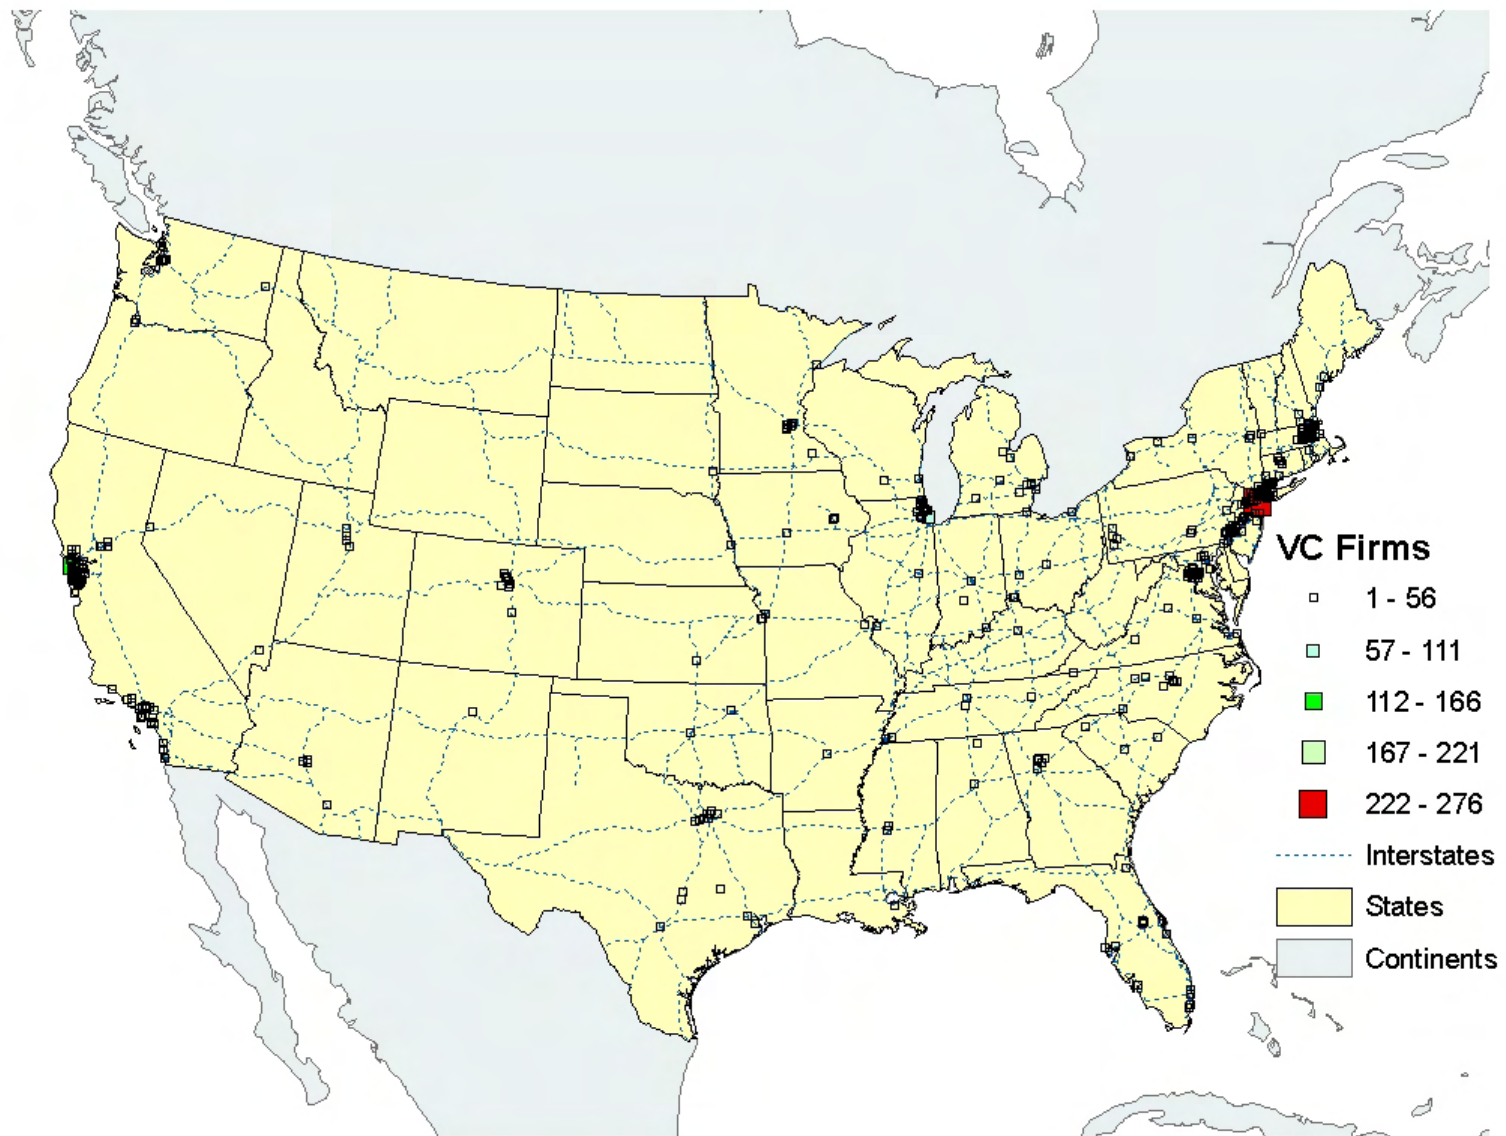 VC Firms
1 - 56
57 - 111
112 - 166
167 - 221
222 - 276
Interstates
States
Continents